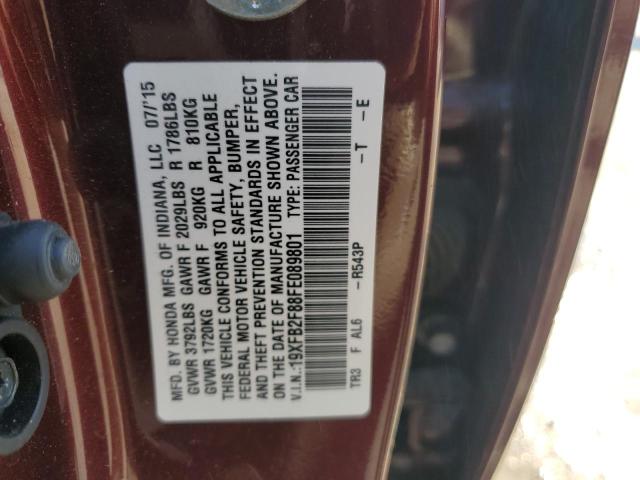 MFD. BY HONDA MFG. OF INDIANA, LLC 07/'15
GVWR 3792LBS GAWR F 2029LBS R 1786LBS
GVWR 1720KG GAWR F 920KG R 810KG
THIS VEHICLE CONFORMS TO ALL APPLICABLE
FEDERAL MOTOR VEHICLE SAFETY, BUMPER,
AND THEFT PREVENTION STANDARDS IN EFFECT
ON THE DATE OF MANUFACTURE SHOWN ABOVE.
V.I.N.:19XFB2F88FE089801 TYPE: PASSENGER CAR
TR3 F AL6 -R543P -T -E